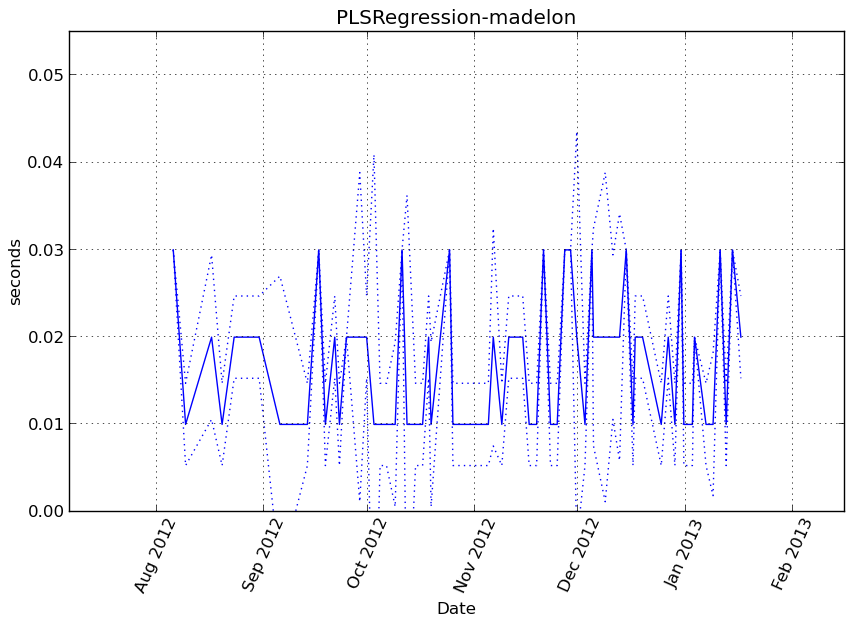 PLSRegression-madelon
0.05
0.04
0.03
0.02
0.01
0.00
seconds
Aug 2012
Sep 2012
Oct 2012
Nov 2012
Dec 2012
Jan 2013
Feb 2013
Date